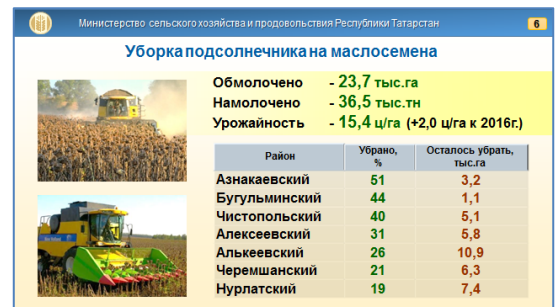 Министерство сельского хозяйства и продовольствия Республики Татарстан
6
Уборка подсолнечника на маслосемена
Обмолочено - 23,7 тыс.га
Намолочено - 36,5 тыс.тн
Урожайность - 15,4 ц/га (+2,0 ц/га к 2016г.)
Район Убрано, % Осталось убрать, тыс.га
Азнакаевский 51 3,2
Бугульминский 44 1,1
Чистопольский 40 5,1
Алексеевский 31 5,8
Алькеевский 26 10,9
Черемшанский 21 6,3
Нурлатский 19 7,4